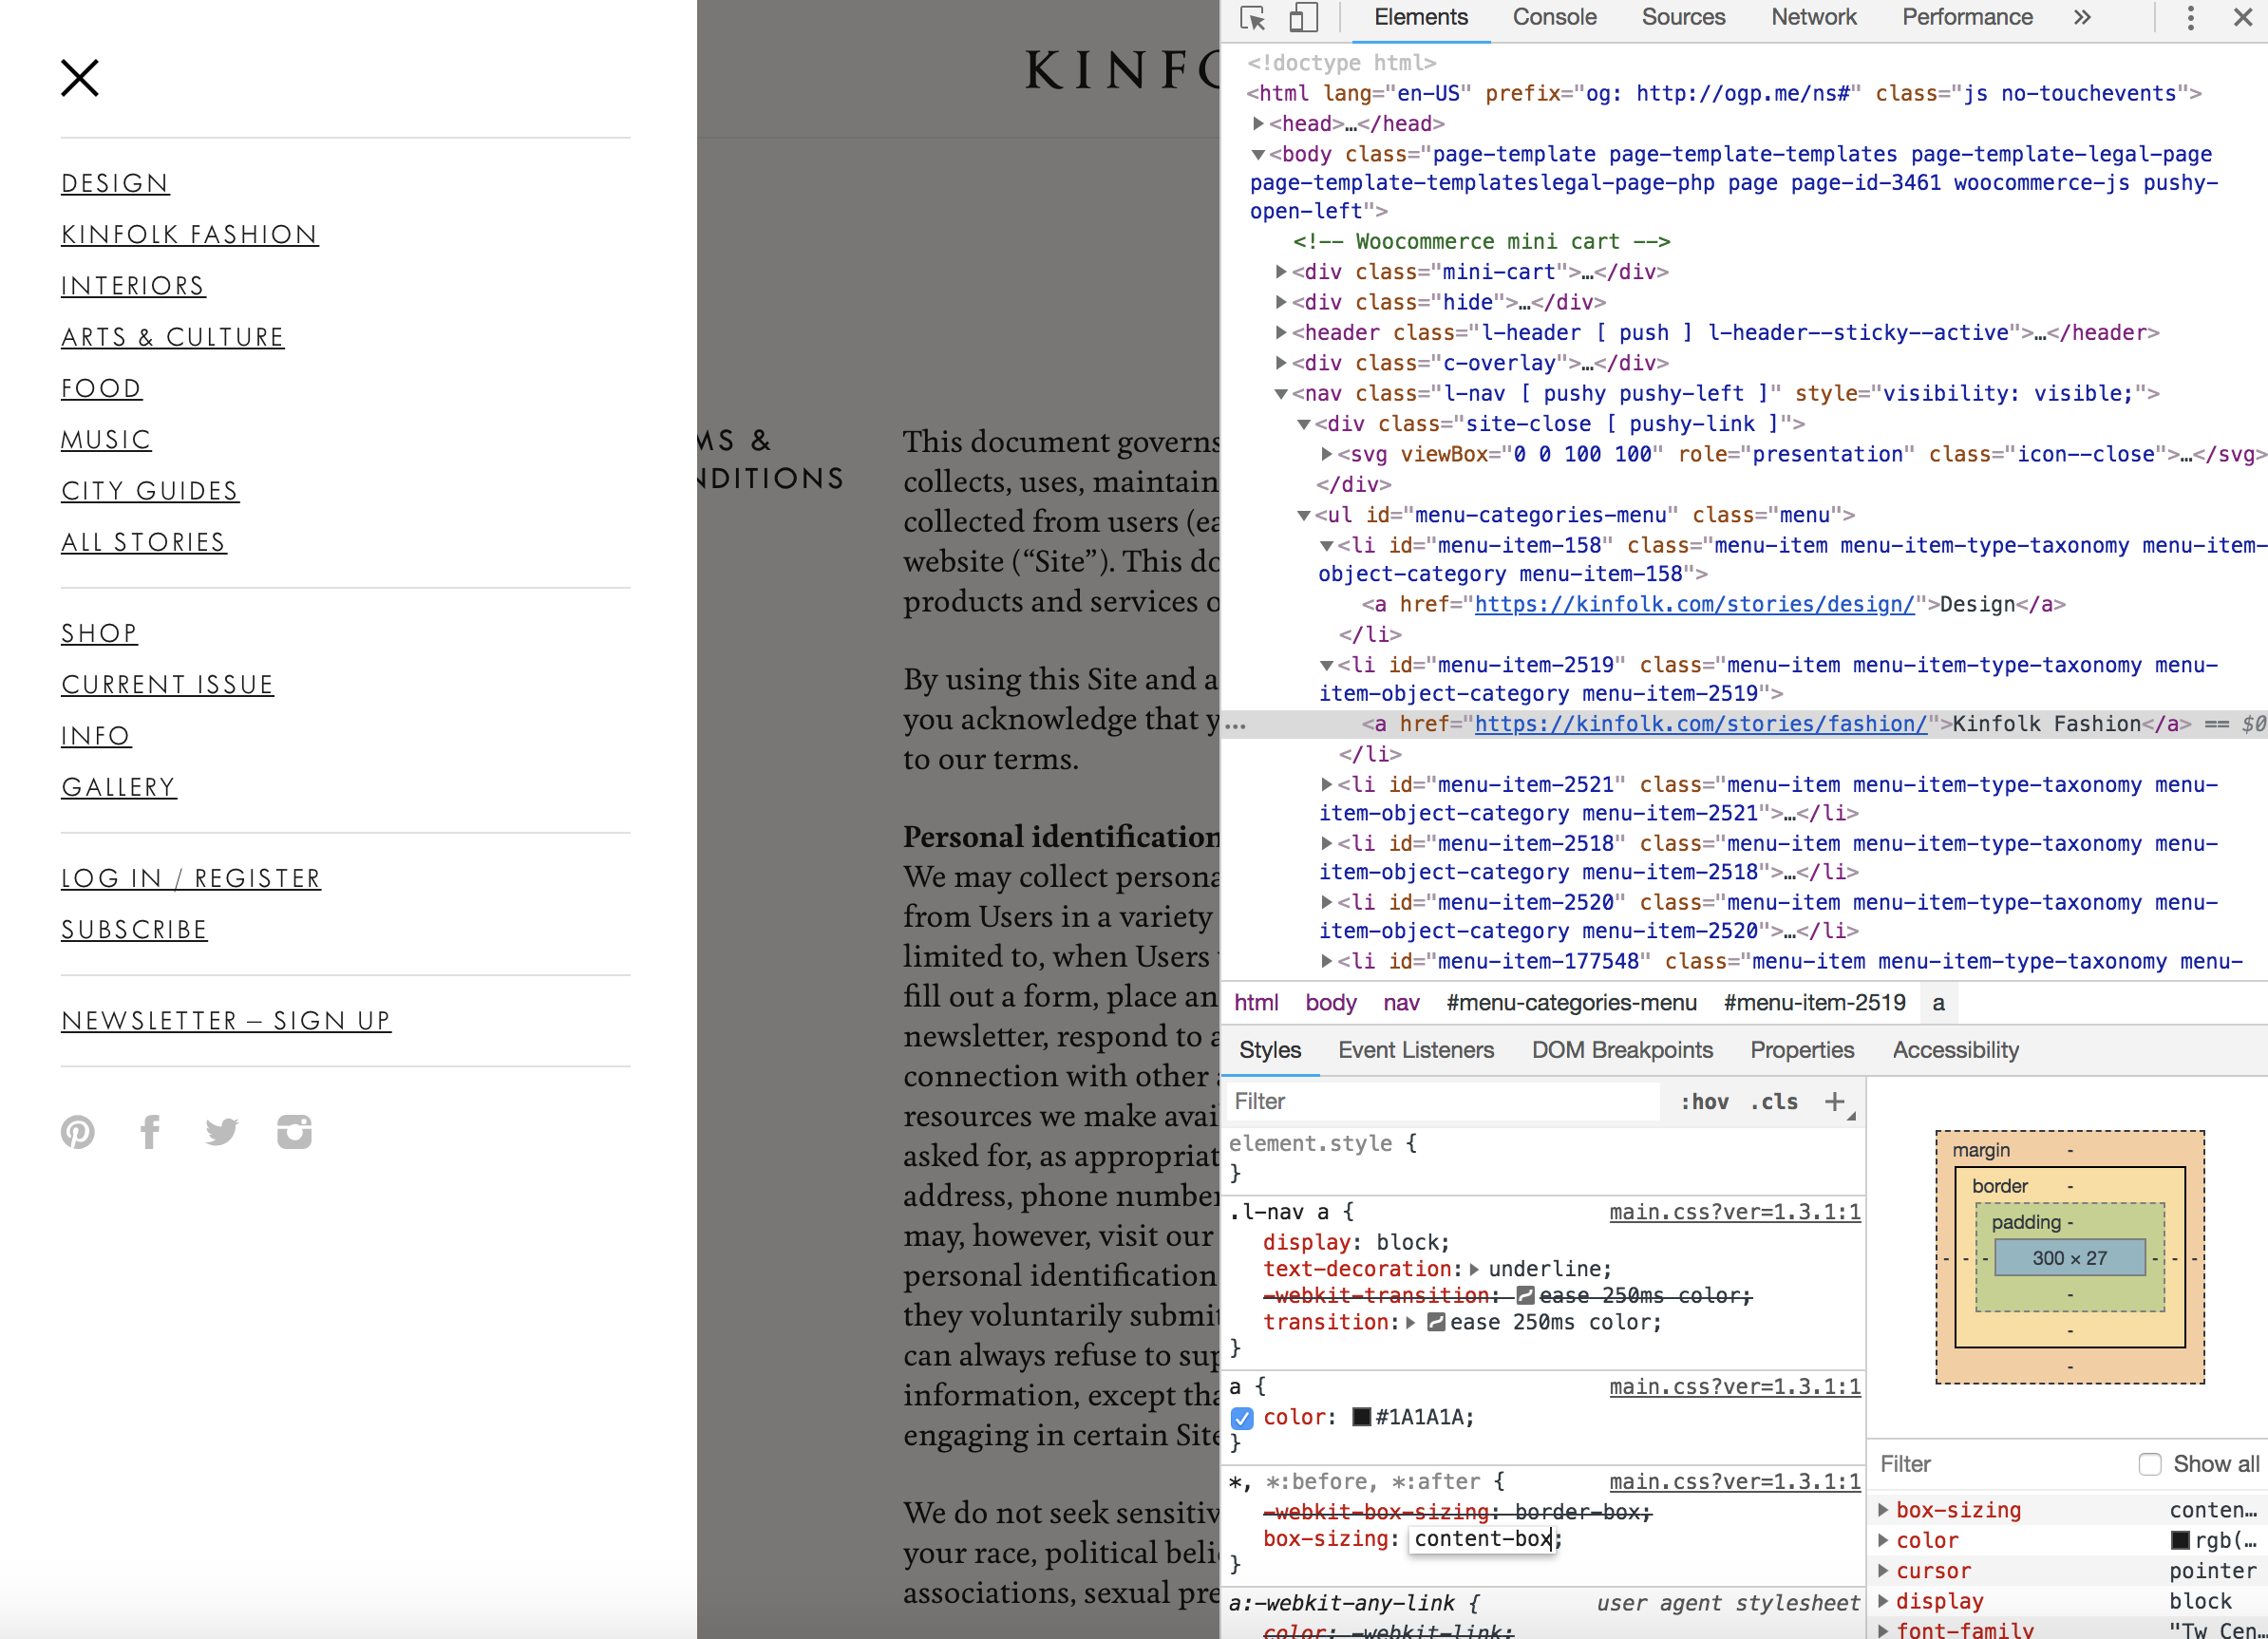 DESIGN
KINFOLK FASHION
INTERIORS
ARTS & CULTURE
FOOD
MUSIC
CITY GUIDES
ALL STORIES
SHOP
CURRENT ISSUE
INFO
GALLERY
LOG IN / REGISTER
SUBSCRIBE
NEWSLETTER – SIGN UP
KINFO
MS &
NDITIONS
This document governs
collects, uses, maintain
collected from users (ea
website (“Site”). This do
products and services o
By using this Site and a
you acknowledge that y
to our terms.
Personal identification
We may collect persona
from Users in a variety
limited to, when Users
fill out a form, place an
newsletter, respond to a
connection with other a
resources we make avai
asked for, as appropriat
address, phone number
may, however, visit our
personal identification
they voluntarily submit
can always refuse to sup
information, except tha
engaging in certain Site
We do not seek sensitiv
your race, political belie
associations, sexual pre
Elements Console Sources Network Performance »
<!doctype html>
<html lang="en-US" prefix="og: http://ogp.me/ns#" class="js no-touchevents">
<head>…</head>
<body class="page-template page-template-templates page-template-legal-page
page-template-templateslegal-page-php page page-id-3461 woocommerce-js pushy-
open-left">
<!-- Woocommerce mini cart -->
<div class="mini-cart">…</div>
<div class="hide">…</div>
<header class="l-header [ push ] l-header--sticky--active">…</header>
<div class="c-overlay">…</div>
<nav class="l-nav [ pushy pushy-left ]" style="visibility: visible;">
<div class="site-close [ pushy-link ]">
<svg viewBox="0 0 100 100" role="presentation" class="icon--close">…</svg>
</div>
<ul id="menu-categories-menu" class="menu">
<li id="menu-item-158" class="menu-item menu-item-type-taxonomy menu-item-
object-category menu-item-158">
<a href="https://kinfolk.com/stories/design/">Design</a>
</li>
<li id="menu-item-2519" class="menu-item menu-item-type-taxonomy menu-
item-object-category menu-item-2519">
… <a href="https://kinfolk.com/stories/fashion/">Kinfolk Fashion</a> == $0
</li>
<li id="menu-item-2521" class="menu-item menu-item-type-taxonomy menu-
item-object-category menu-item-2521">…</li>
<li id="menu-item-2518" class="menu-item menu-item-type-taxonomy menu-
item-object-category menu-item-2518">…</li>
<li id="menu-item-2520" class="menu-item menu-item-type-taxonomy menu-
item-object-category menu-item-2520">…</li>
<li id="menu-item-177548" class="menu-item menu-item-type-taxonomy menu-
html body nav #menu-categories-menu #menu-item-2519 a
Styles Event Listeners DOM Breakpoints Properties Accessibility
Filter :hov .cls +
element.style {
}
.l-nav a { main.css?ver=1.3.1:1
display: block;
text-decoration: underline;
-webkit-transition: ease 250ms color;
transition: ease 250ms color;
}
a { main.css?ver=1.3.1:1
color: #1A1A1A;
}
*, *:before, *:after { main.css?ver=1.3.1:1
-webkit-box-sizing: border-box;
box-sizing: content-box;
}
a:-webkit-any-link { user agent stylesheet
color: -webkit-link;
margin -
border -
padding -
- - - 300 × 27 - - -
-
-
-
Filter Show all
box-sizing conten…
color rgb(…
cursor pointer
display block
font-family "Tw Cen…